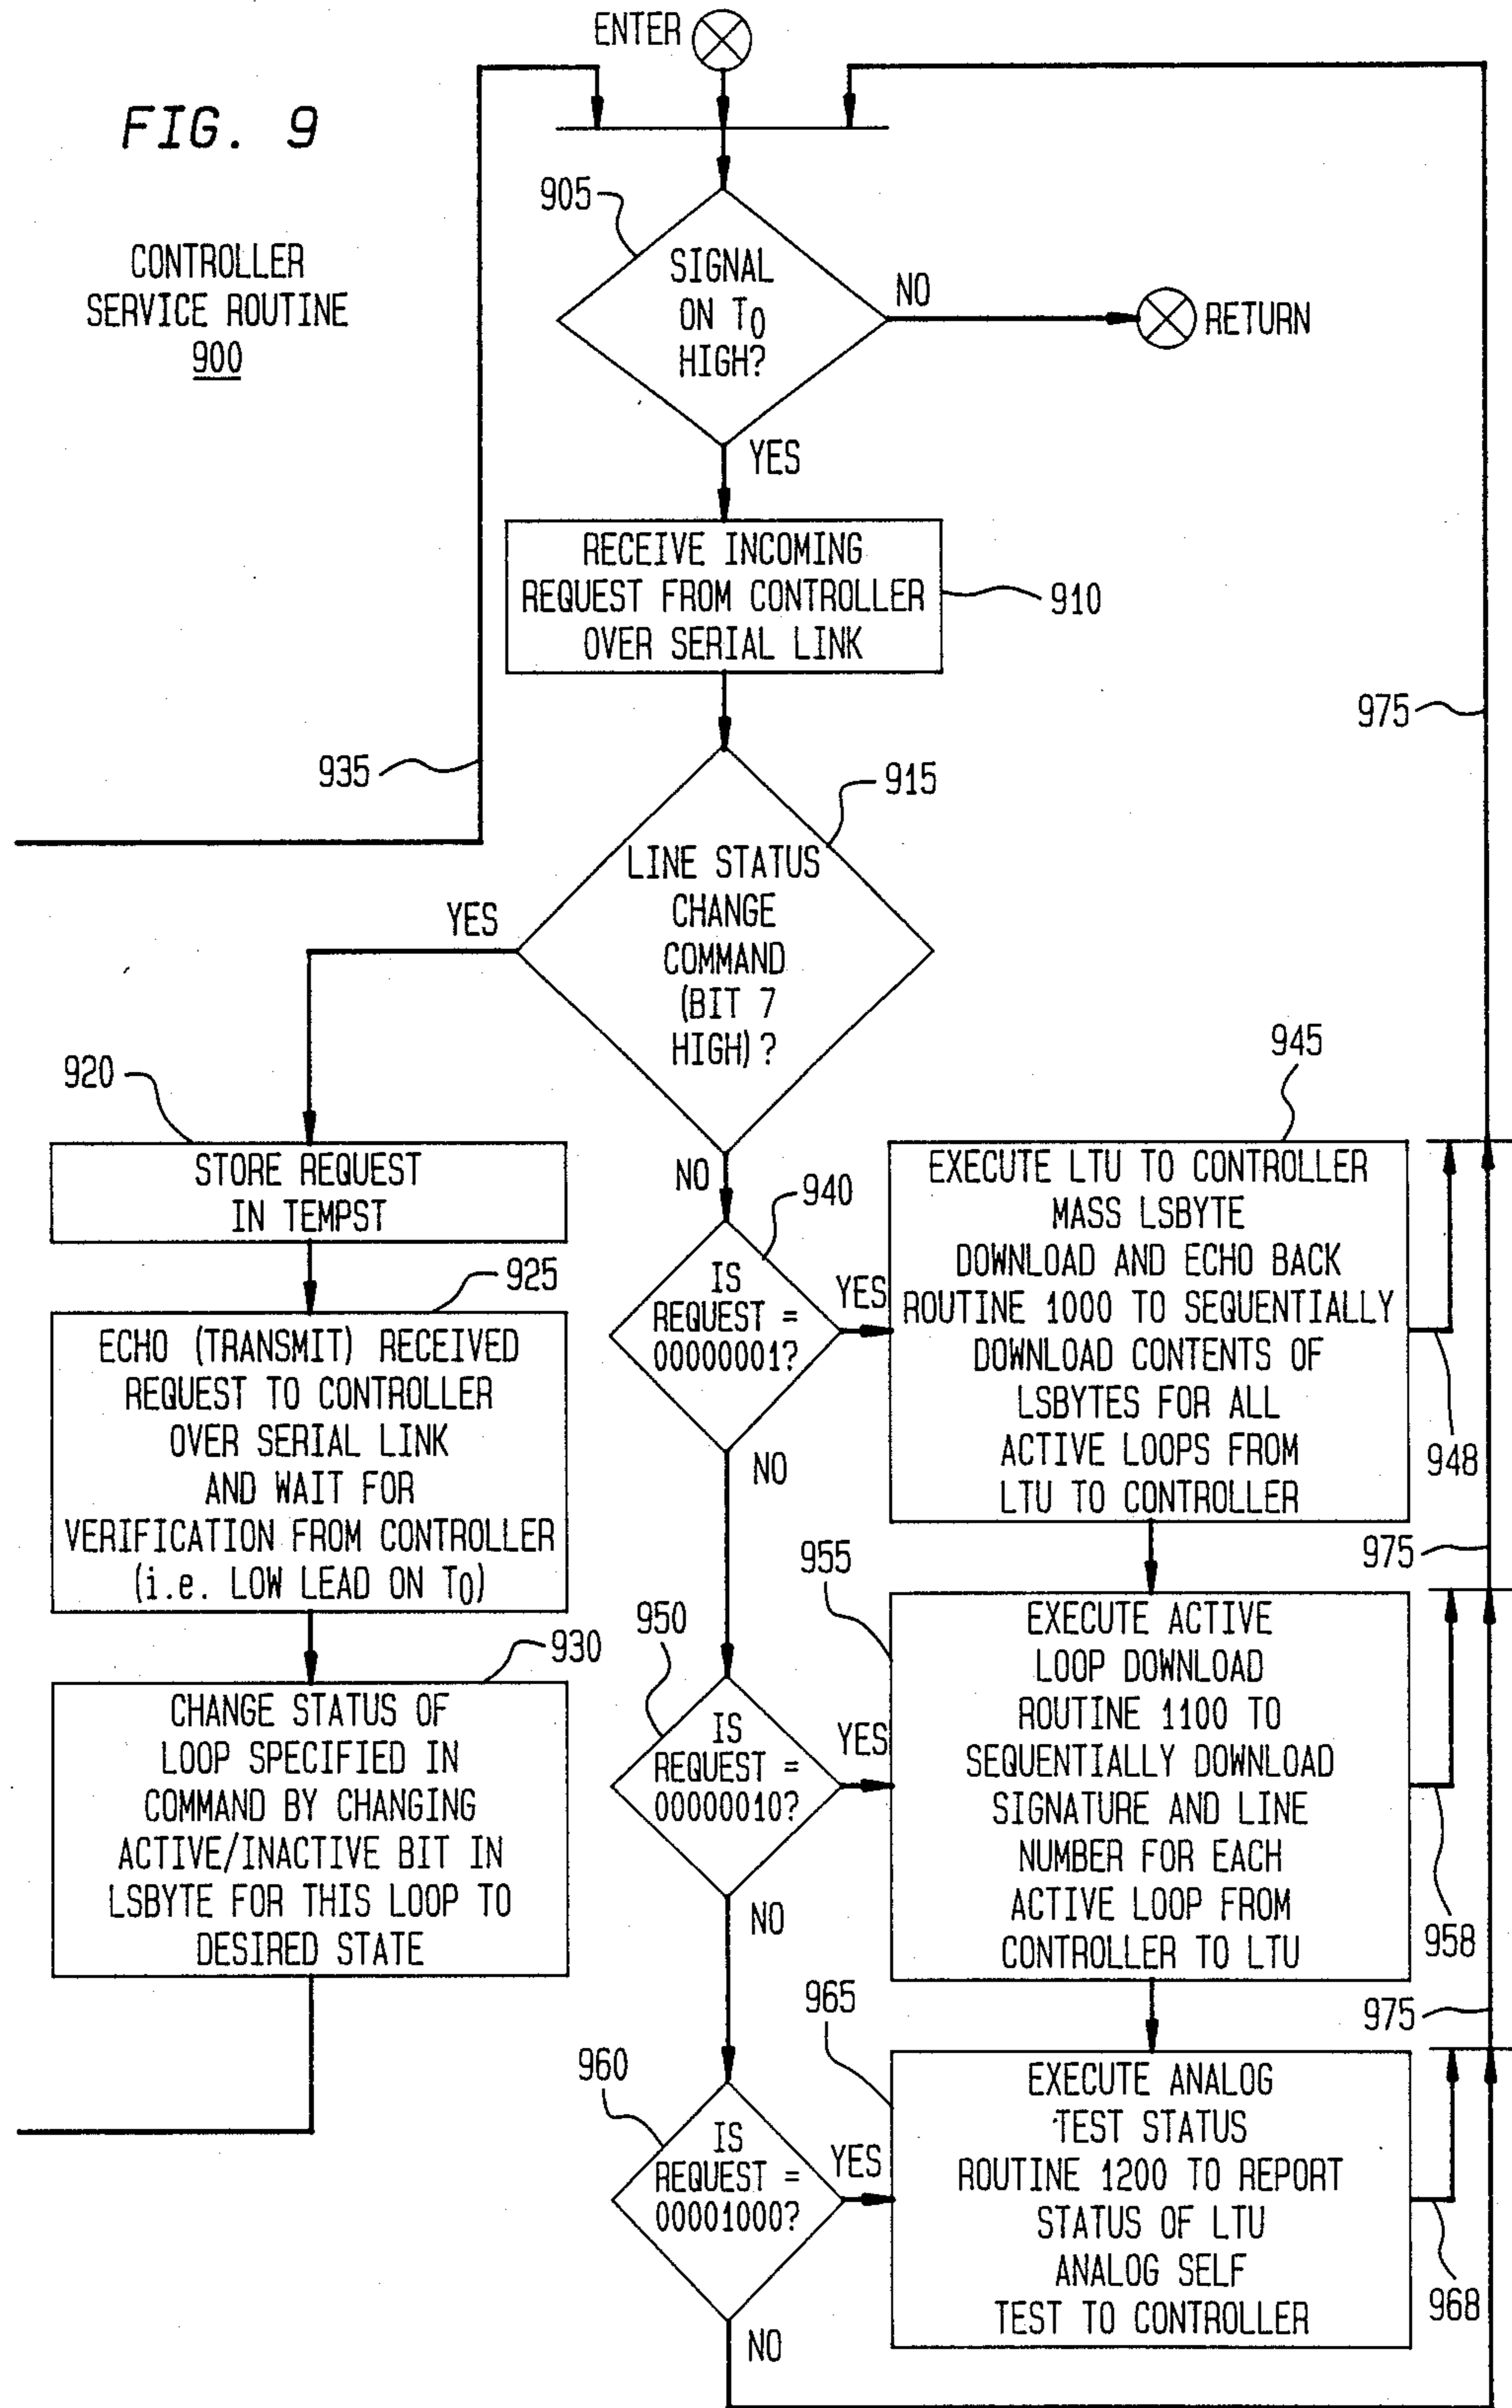 ENTER
FIG. 9
CONTROLLER
SERVICE ROUTINE
900
905
SIGNAL
ON T0
HIGH?
NO
RETURN
YES
RECEIVE INCOMING
REQUEST FROM CONTROLLER
OVER SERIAL LINK
910
975
935
915
LINE STATUS
CHANGE
COMMAND
(BIT 7
HIGH)?
YES
NO
920
STORE REQUEST
IN TEMPST
925
ECHO (TRANSMIT) RECEIVED
REQUEST TO CONTROLLER
OVER SERIAL LINK
AND WAIT FOR
VERIFICATION FROM CONTROLLER
(i.e. LOW LEAD ON T0)
930
CHANGE STATUS OF
LOOP SPECIFIED IN
COMMAND BY CHANGING
ACTIVE/INACTIVE BIT IN
LSBYTE FOR THIS LOOP TO
DESIRED STATE
940
IS
REQUEST =
00000001?
YES
NO
945
EXECUTE LTU TO CONTROLLER
MASS LSBYTE
DOWNLOAD AND ECHO BACK
ROUTINE 1000 TO SEQUENTIALLY
DOWNLOAD CONTENTS OF
LSBYTES FOR ALL
ACTIVE LOOPS FROM
LTU TO CONTROLLER
948
975
950
IS
REQUEST =
00000010?
YES
NO
955
EXECUTE ACTIVE
LOOP DOWNLOAD
ROUTINE 1100 TO
SEQUENTIALLY DOWNLOAD
SIGNATURE AND LINE
NUMBER FOR EACH
ACTIVE LOOP FROM
CONTROLLER TO LTU
958
975
960
IS
REQUEST =
00001000?
YES
NO
965
EXECUTE ANALOG
TEST STATUS
ROUTINE 1200 TO REPORT
STATUS OF LTU
ANALOG SELF
TEST TO CONTROLLER
968